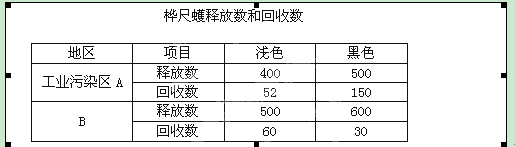 桦尺蠖释放数和回收数
地区 项目 浅色 黑色
工业污染区 A 释放数 400 500
回收数 52 150
B 释放数 500 600
回收数 60 30